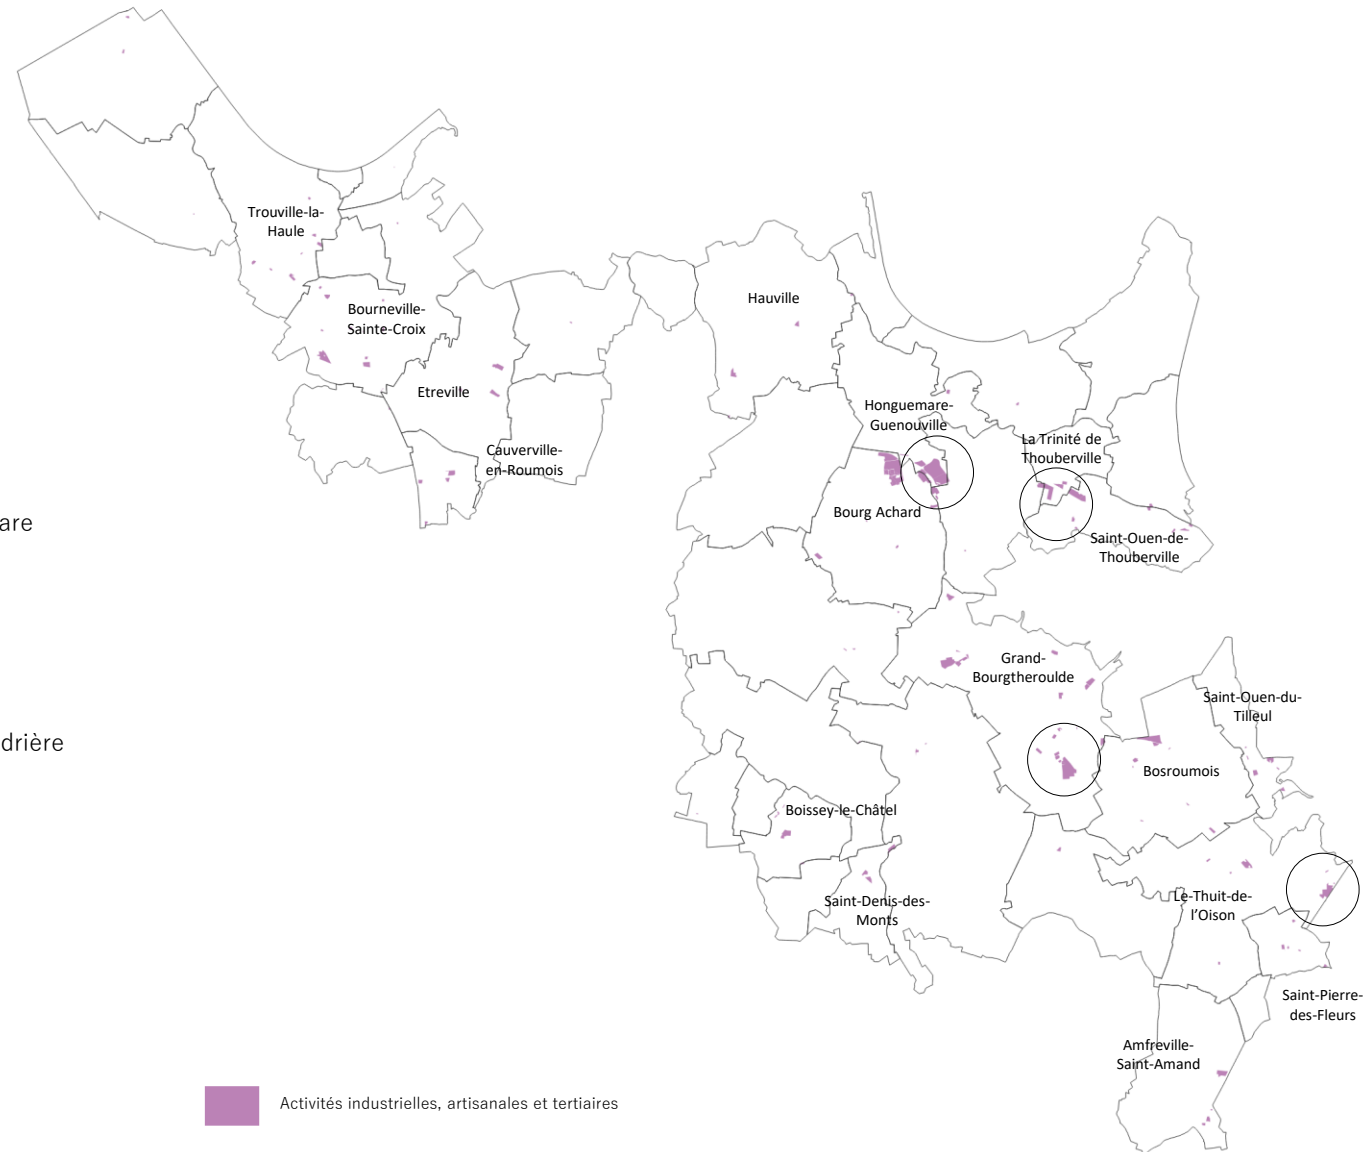 Trouville-la-
Haule
Bourneville-
Sainte-Croix
Etreville
Cauverville-
en-Roumois
Hauville
Honguemare-
Guenouville
La Trinité de
Thouberville
Bourg Achard
Saint-Ouen-de-
Thouberville
are
Grand-
Bourgtheroulde
Saint-Ouen-du-
Tilleul
drière
Bosroumois
Boissey-le-Châtel
Saint-Denis-des-
Monts
Le-Thuit-de-
l'Oison
Saint-Pierre-
des-Fleurs
Amfreville-
Saint-Amand
Activités industrielles, artisanales et tertiaires